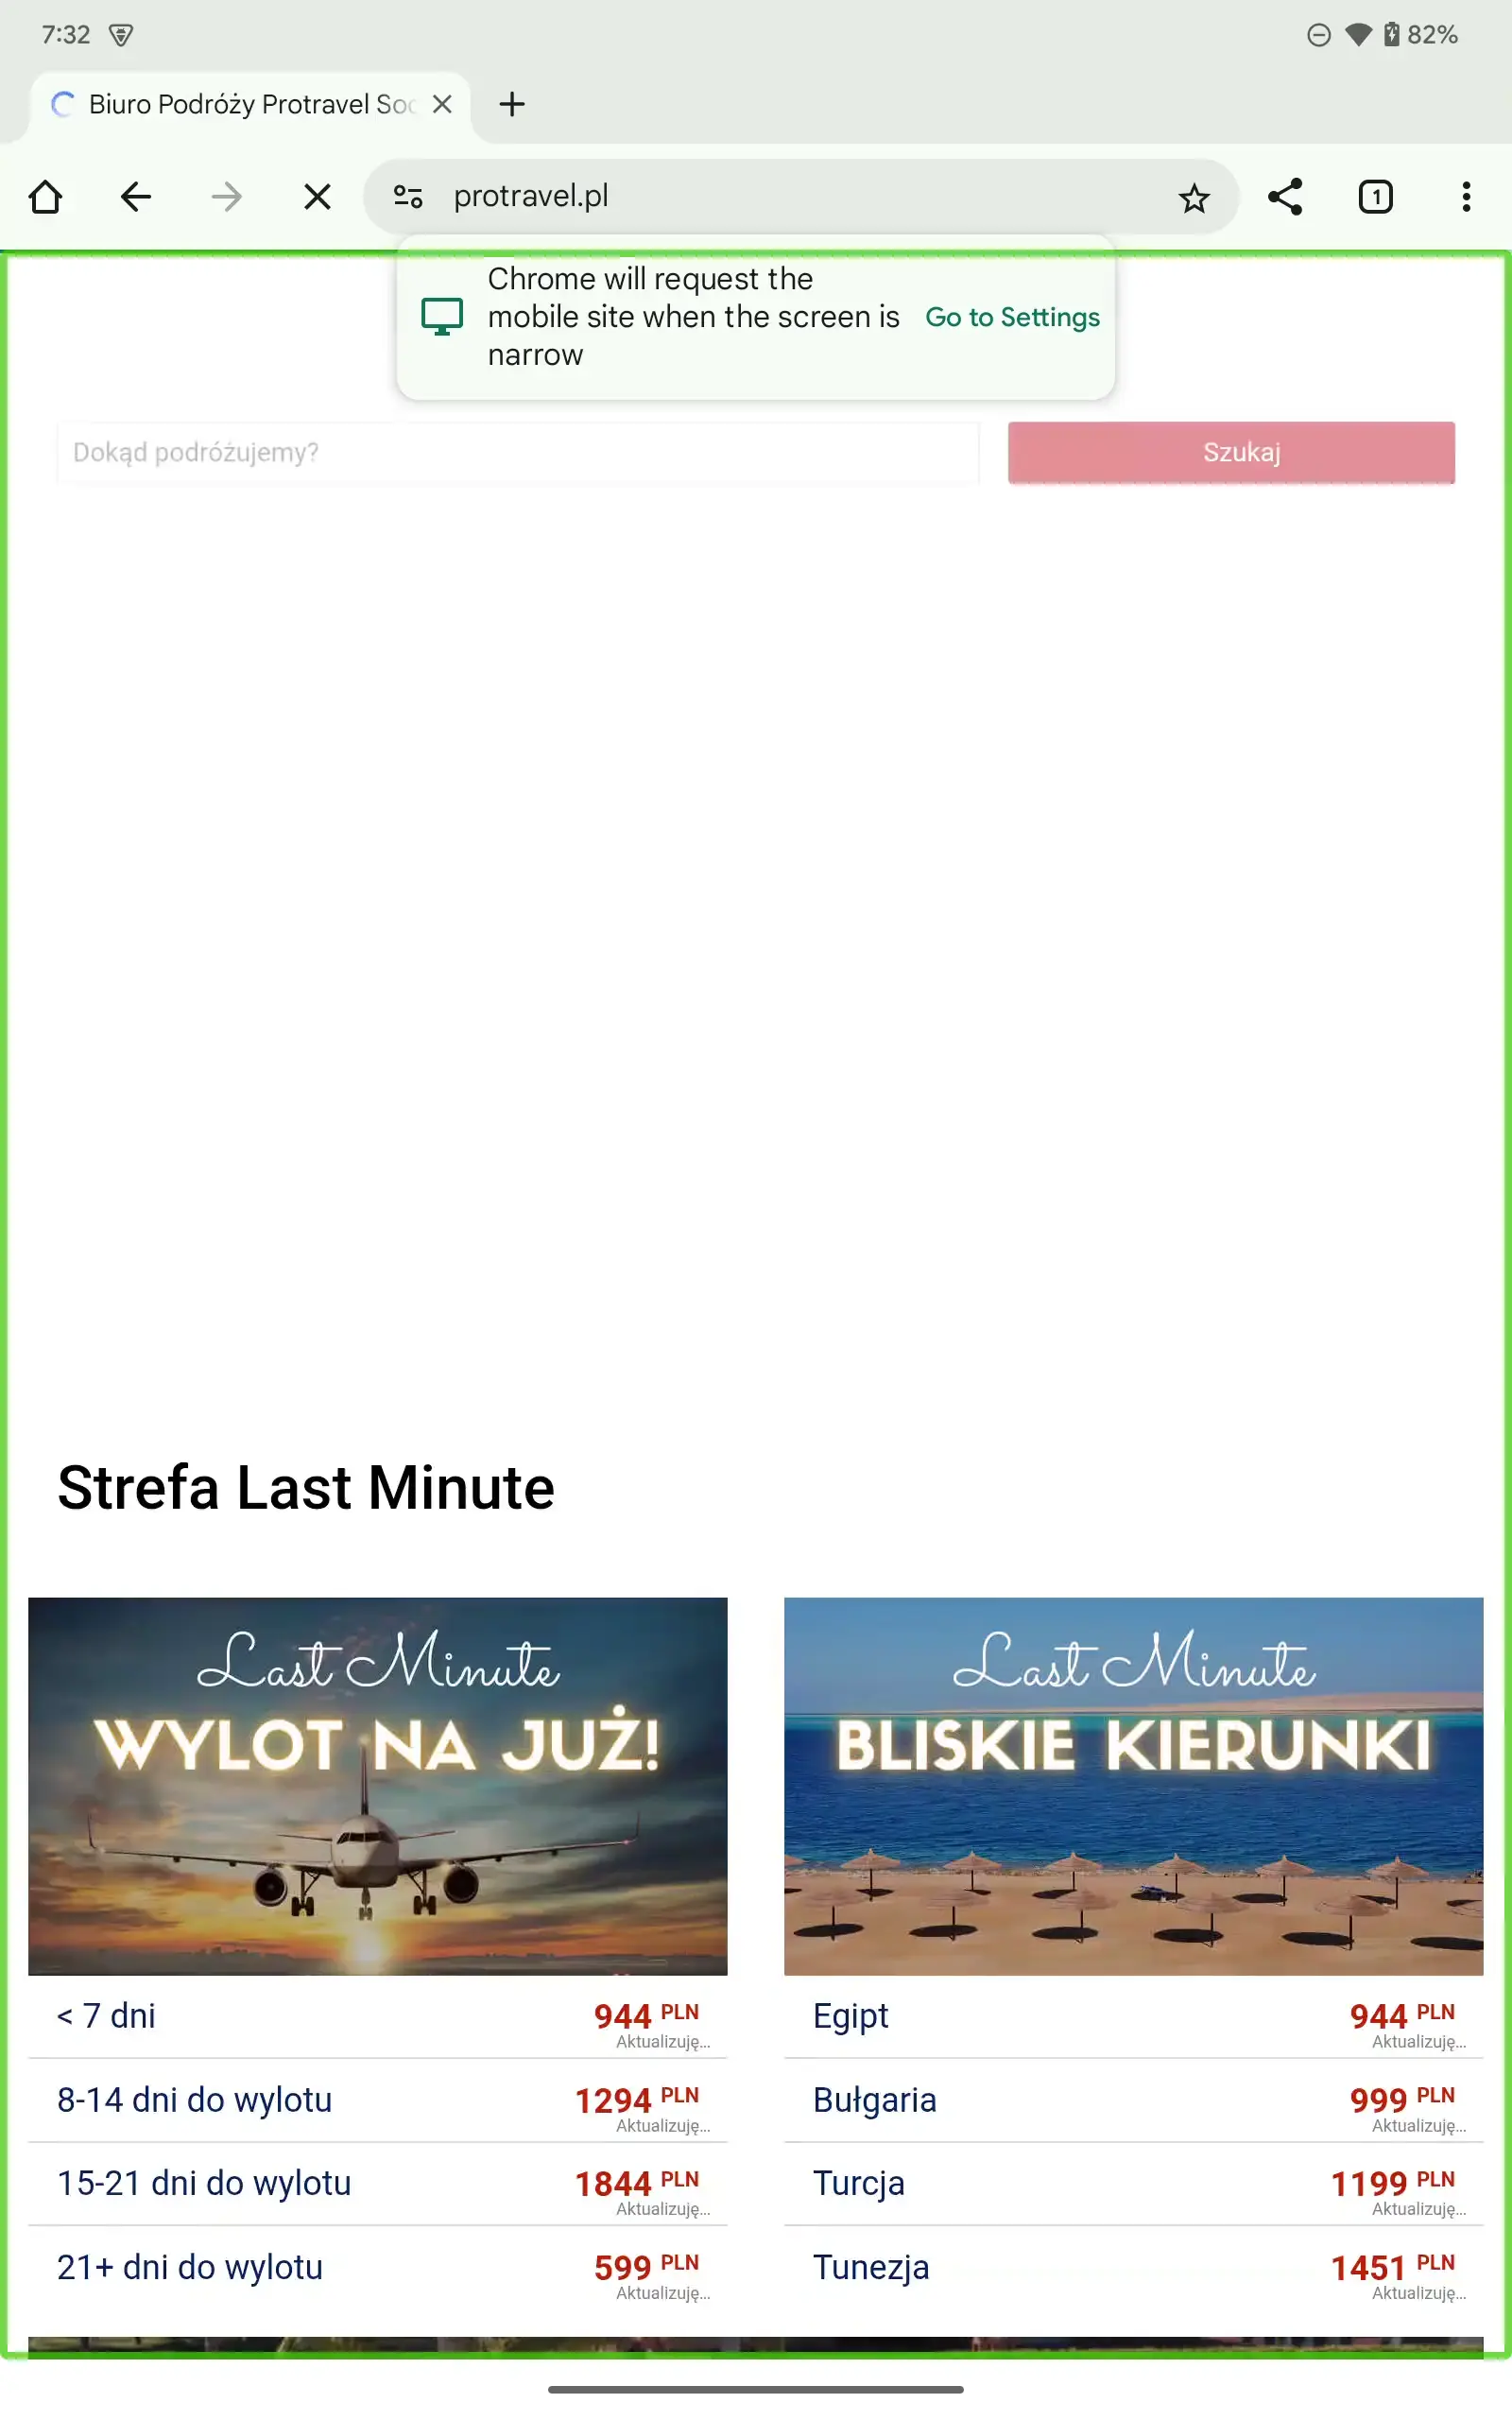 7:32
82%
Biuro Podróży Protravel Soc
protravel.pl
1
Chrome will request the
mobile site when the screen is
narrow
Go to Settings
Dokąd podróżujemy?
Szukaj
Strefa Last Minute
Last Minute
WYLOT NA JUŻ!
< 7 dni
944 PLN
Aktualizuję...
8-14 dni do wylotu
1294 PLN
Aktualizuję...
15-21 dni do wylotu
1844 PLN
Aktualizuję...
21+ dni do wylotu
599 PLN
Aktualizuję...
Last Minute
BLISKIE KIERUNKI
Egipt
944 PLN
Aktualizuję...
Bułgaria
999 PLN
Aktualizuję...
Turcja
1199 PLN
Aktualizuję...
Tunezja
1451 PLN
Aktualizuję...